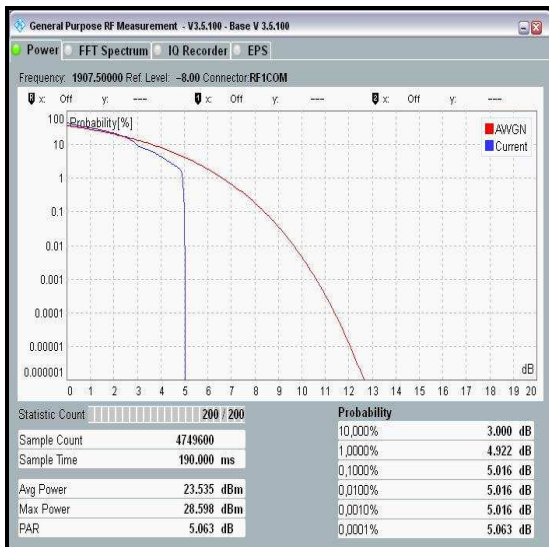 General Purpose RF Measurement - V3.5.100 - Base V 3.5.100
Power FFT Spectrum IQ Recorder EPS
Frequency: 1907.50000 Ref. Level: -8.00 Connector:RF1COM
x: Off y: --- 1 x: Off y: --- 2 x: Off y: ---
Probability[%]
AWGN
Current
100
10
1
0.1
0.01
0.001
0.0001
0.00001
0.000001
dB
0 1 2 3 4 5 6 7 8 9 10 11 12 13 14 15 16 17 18 19 20
Statistic Count 200 / 200
Sample Count 4749600
Sample Time 190.000 ms
Avg Power 23.535 dBm
Max Power 28.598 dBm
PAR 5.063 dB
Probability
10,000% 3.000 dB
1,0000% 4.922 dB
0,1000% 5.016 dB
0,0100% 5.016 dB
0,0010% 5.016 dB
0,0001% 5.063 dB